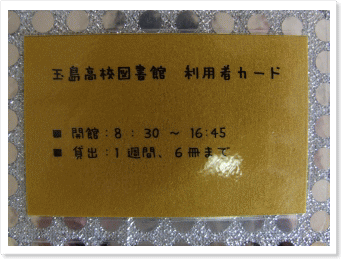 玉島高校図書館　利用者カード
■ 開館：8：30 ～ 16:45
■ 貸出：1週間、6冊まで